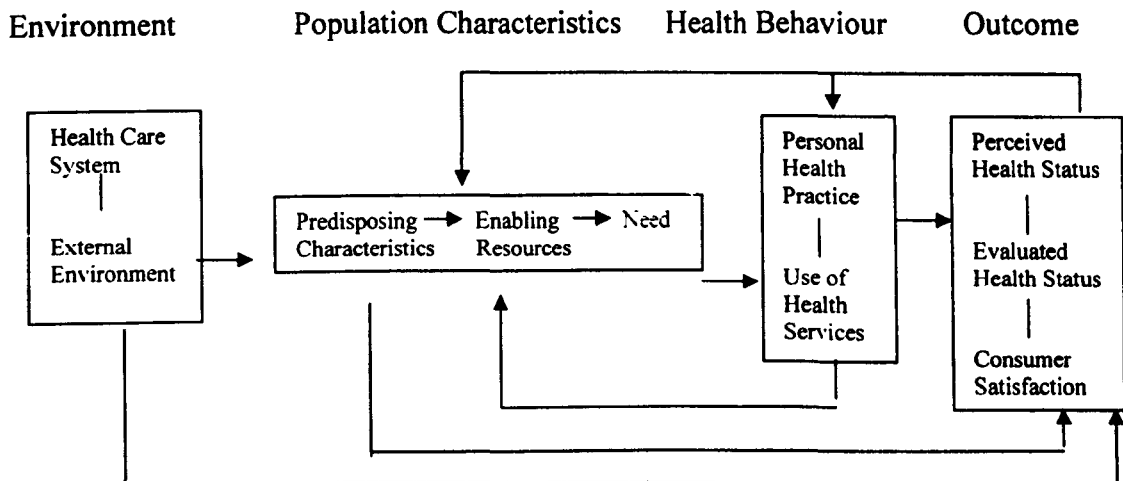 Environment
Population Characteristics
Health Behaviour
Outcome
Health Care
System
External
Environment
Predisposing
Characteristics
Enabling
Resources
Need
Personal
Health
Practice
Use of
Health
Services
Perceived
Health Status
Evaluated
Health Status
Consumer
Satisfaction